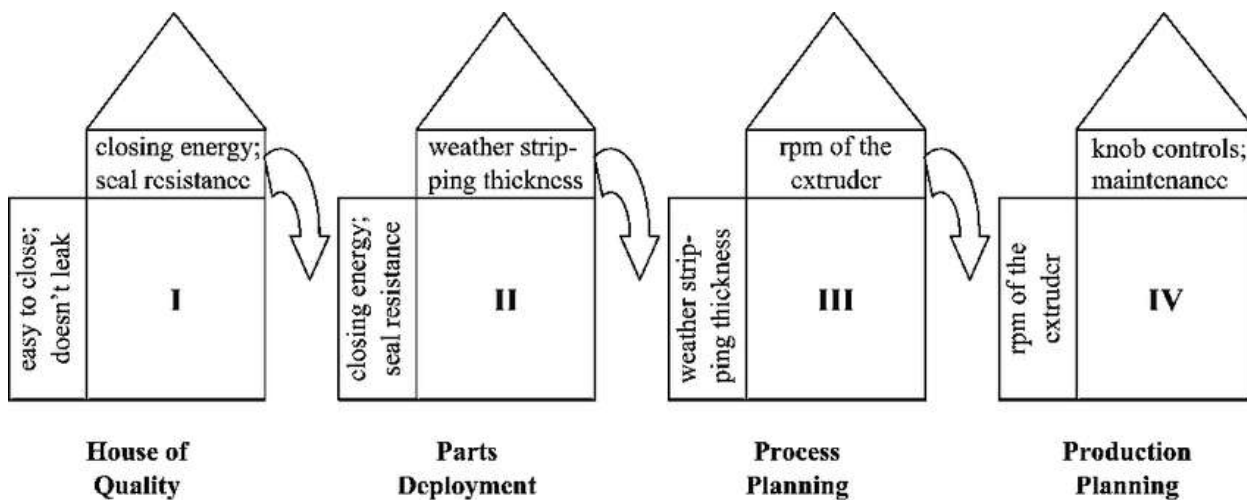 closing energy;
seal resistance
easy to close;
doesn't leak
I
House of
Quality
weather strip-
ping thickness
closing energy;
seal resistance
II
Parts
Deployment
rpm of the
extruder
weather strip-
ping thickness
III
Process
Planning
knob controls;
maintenance
rpm of the
extruder
IV
Production
Planning